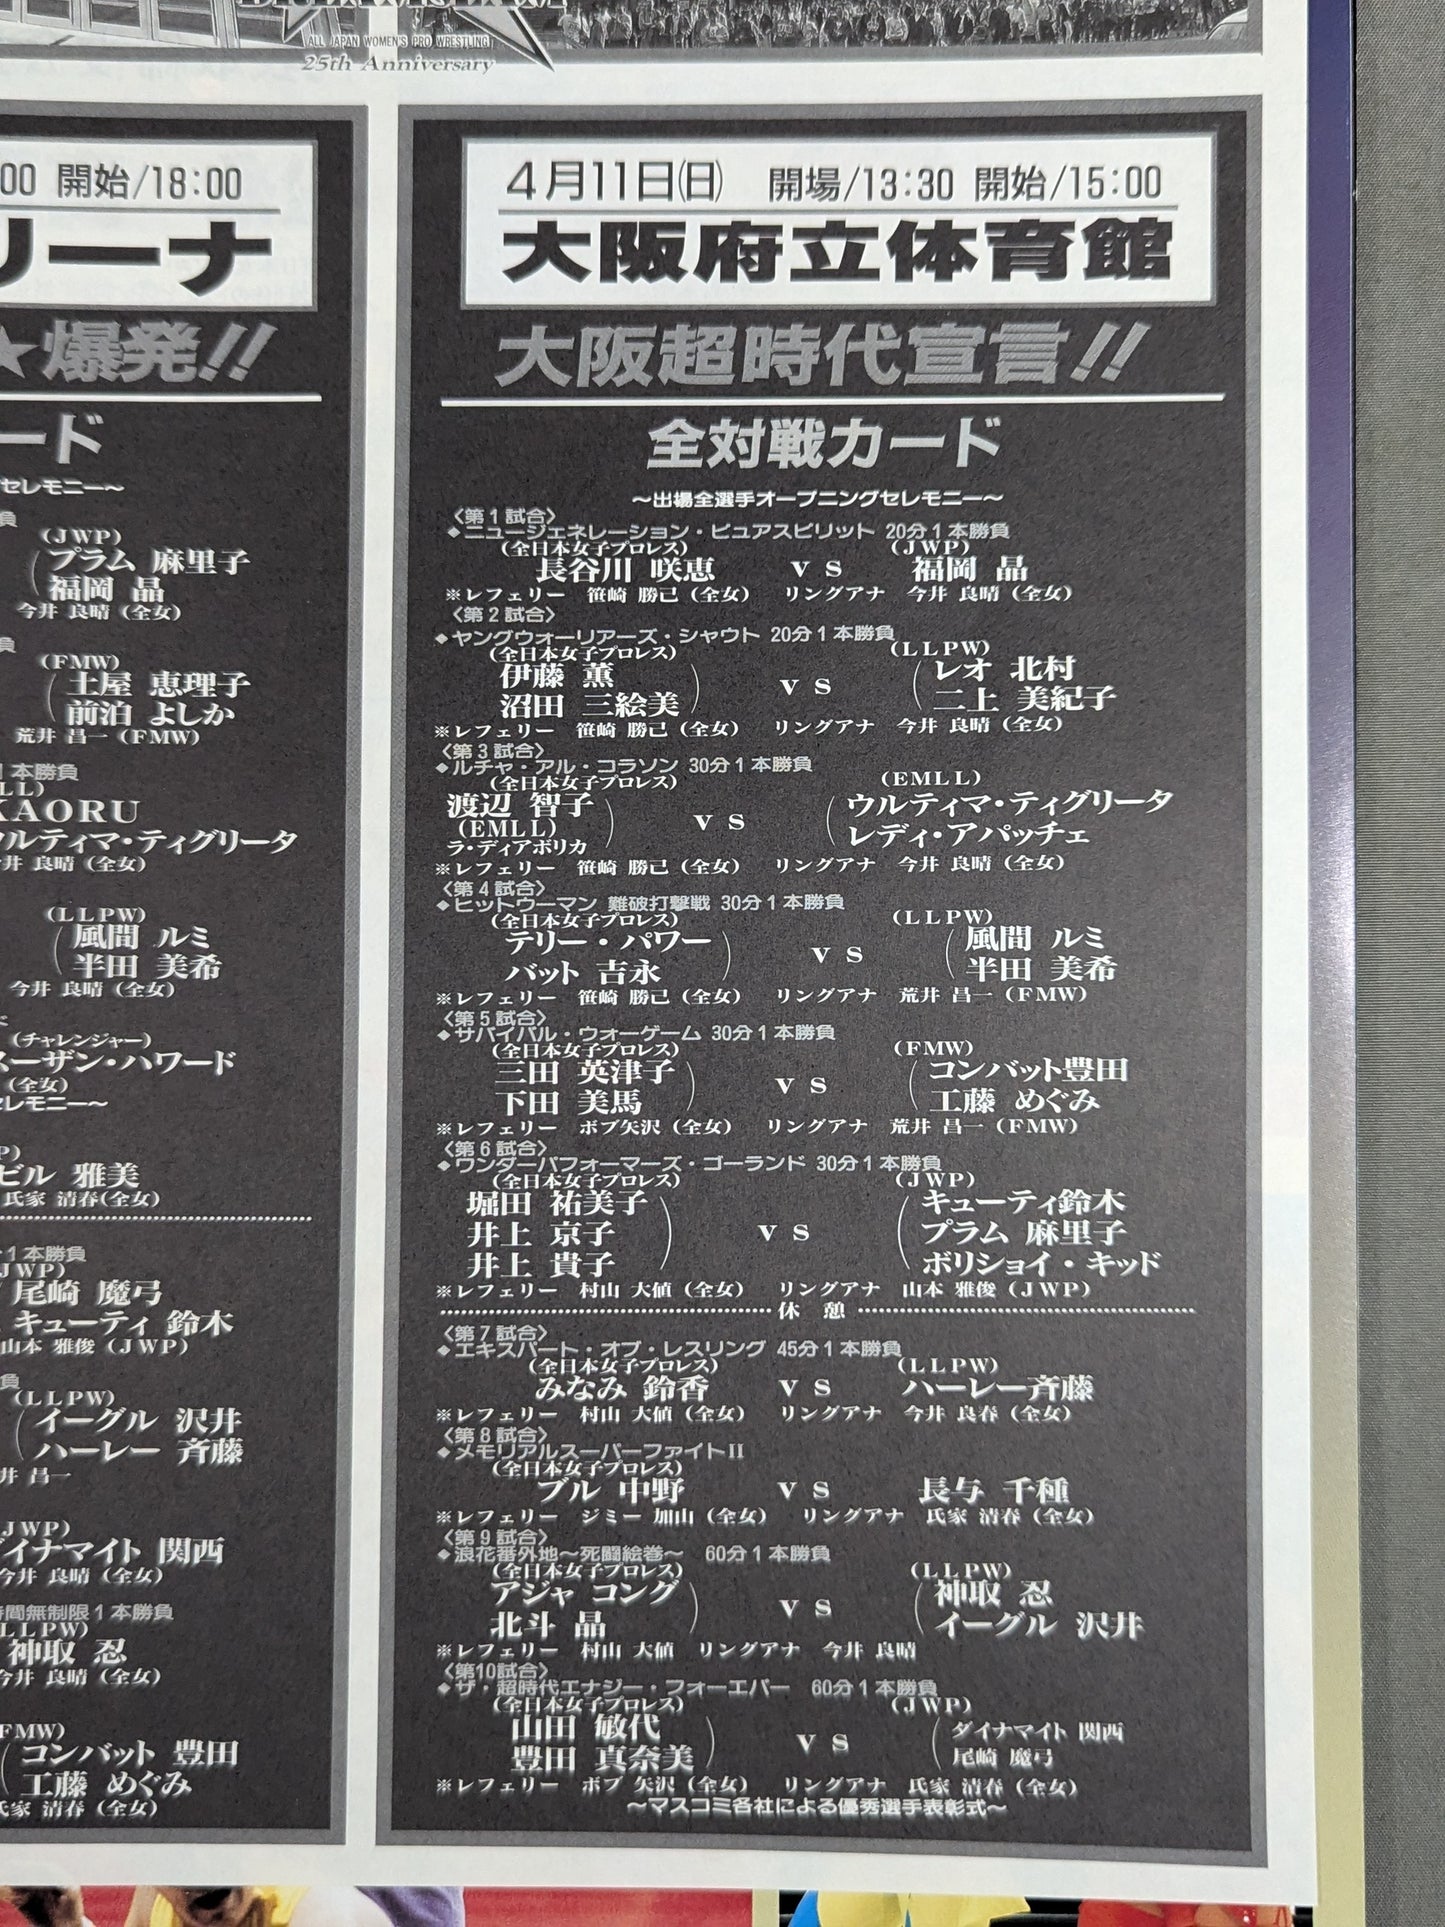 ALL JAPAN WOMEN'S PRO WRESTLING
25th Anniversary
00 開始/18:00
リーナ
★爆発!!
ード
セレモニー～
負
(JWP)
プラム 麻里子
福岡 晶
今井 良晴 (全女)
負
(FMW)
土屋 恵理子
前泊 よしか
荒井 昌一 (FMW)
1本勝負
LL)
KAORU
ウルティマ・ティグリータ
今井 良晴 (全女)
(LLPW)
風間 ルミ
半田 美希
今井 良晴 (全女)
(チャレンジャー)
スーザン・ハワード
(全女)
セレモニー～
P)
ビル 雅美
氏家 清春(全女)
1本勝負
JWP)
尾崎 魔弓
キューティ 鈴木
山本 雅俊 (JWP)
負
(LLPW)
イーグル 沢井
ハーレー 斉藤
井 昌一
JWP)
ダイナマイト 関西
今井 良晴 (全女)
時間無制限1本勝負
LLPW)
神取 忍
今井 良晴 (全女)
FMW)
コンバット 豊田
工藤 めぐみ
氏家 清春 (全女)
4月11日(日) 開場/13:30 開始/15:00
大阪府立体育館
大阪超時代宣言!!
全対戦カード
～出場全選手オープニングセレモニー～
〈第1試合〉
◆ニュージェネレーション・ピュアスピリット 20分1本勝負
(全日本女子プロレス) (JWP)
長谷川 咲恵 VS 福岡 晶
※レフェリー 笹崎 勝己 (全女) リングアナ 今井 良晴 (全女)
〈第2試合〉
◆ヤングウォーリアーズ・シャウト 20分1本勝負
(全日本女子プロレス) (LLPW)
伊藤 薫 レオ 北村
VS
沼田 三絵美 二上 美紀子
※レフェリー 笹崎 勝己 (全女) リングアナ 今井 良晴 (全女)
〈第3試合〉
◆ルチャ・アル・コラソン 30分1本勝負
(全日本女子プロレス) (EMLL)
渡辺 智子 ウルティマ・ティグリータ
(EMLL) VS
ラ・ディアボリカ レディ・アパッチェ
※レフェリー 笹崎 勝己 (全女) リングアナ 今井 良晴 (全女)
〈第4試合〉
◆ヒットウーマン 難破打撃戦 30分1本勝負
(全日本女子プロレス) (LLPW)
テリー・パワー 風間 ルミ
VS
バット 吉永 半田 美希
※レフェリー 笹崎 勝己 (全女) リングアナ 荒井 昌一 (FMW)
〈第5試合〉
◆サバイバル・ウォーゲーム 30分1本勝負
(全日本女子プロレス) (FMW)
三田 英津子 コンバット豊田
VS
下田 美馬 工藤 めぐみ
※レフェリー ボブ矢沢 (全女) リングアナ 荒井 昌一 (FMW)
〈第6試合〉
◆ワンダーパフォーマーズ・ゴーランド 30分1本勝負
(全日本女子プロレス) (JWP)
堀田 祐美子 キューティ鈴木
井上 京子 VS プラム 麻里子
井上 貴子 ボリショイ・キッド
※レフェリー 村山 大値 (全女) リングアナ 山本 雅俊 (JWP)
休 憩
〈第7試合〉
◆エキスパート・オブ・レスリング 45分1本勝負
(全日本女子プロレス) (LLPW)
みなみ 鈴香 VS ハーレー斉藤
※レフェリー 村山 大値 (全女) リングアナ 今井 良春 (全女)
〈第8試合〉
◆メモリアルスーパーファイトII
(全日本女子プロレス)
ブル 中野 VS 長与 千種
※レフェリー ジミー 加山 (全女) リングアナ 氏家 清春 (全女)
〈第9試合〉
◆浪花番外地～死闘絵巻～ 60分1本勝負
(全日本女子プロレス) (LLPW)
アジャ コング 神取 忍
VS
北斗 晶 イーグル 沢井
※レフェリー 村山 大値 リングアナ 今井 良晴
〈第10試合〉
◆ザ・超時代エナジー・フォーエバー 60分1本勝負
(全日本女子プロレス) (JWP)
山田 敏代 ダイナマイト 関西
VS
豊田 真奈美 尾崎 魔弓
※レフェリー ボブ 矢沢 (全女) リングアナ 氏家 清春 (全女)
～マスコミ各社による優秀選手表彰式～